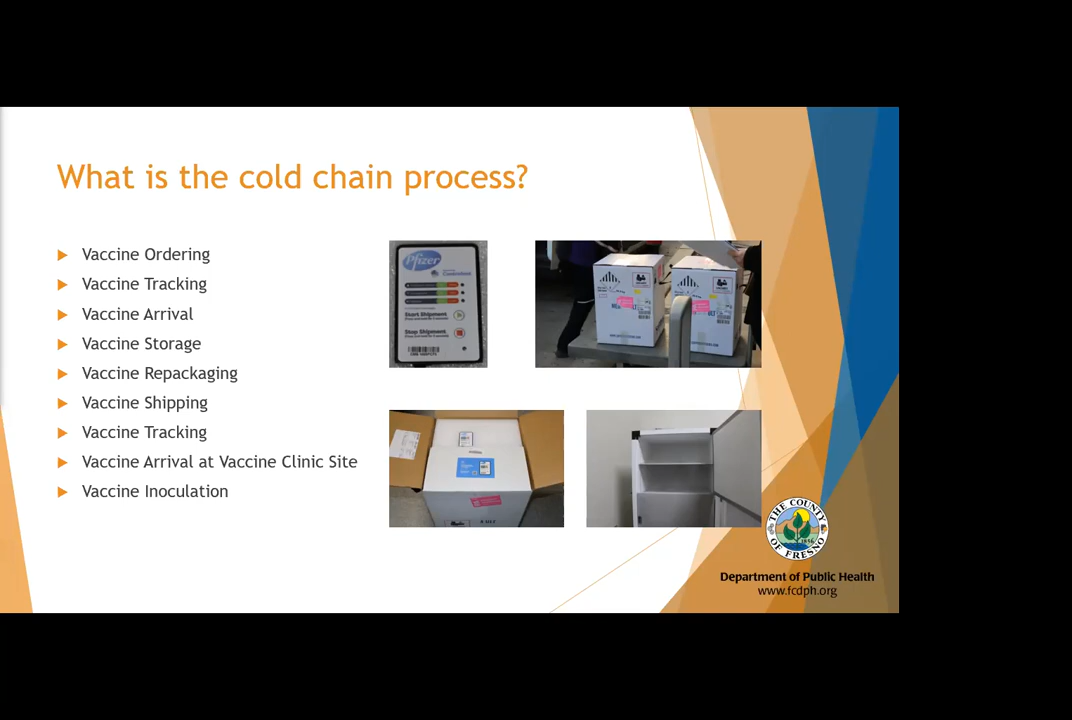 What is the cold chain process?
Vaccine Ordering
Vaccine Tracking
Vaccine Arrival
Vaccine Storage
Vaccine Repackaging
Vaccine Shipping
Vaccine Tracking
Vaccine Arrival at Vaccine Clinic Site
Vaccine Inoculation
Pfizer
Start Shipment
Stop Shipment
THE COUNTY
OF FRESNO
1856
Department of Public Health
www.fcdph.org